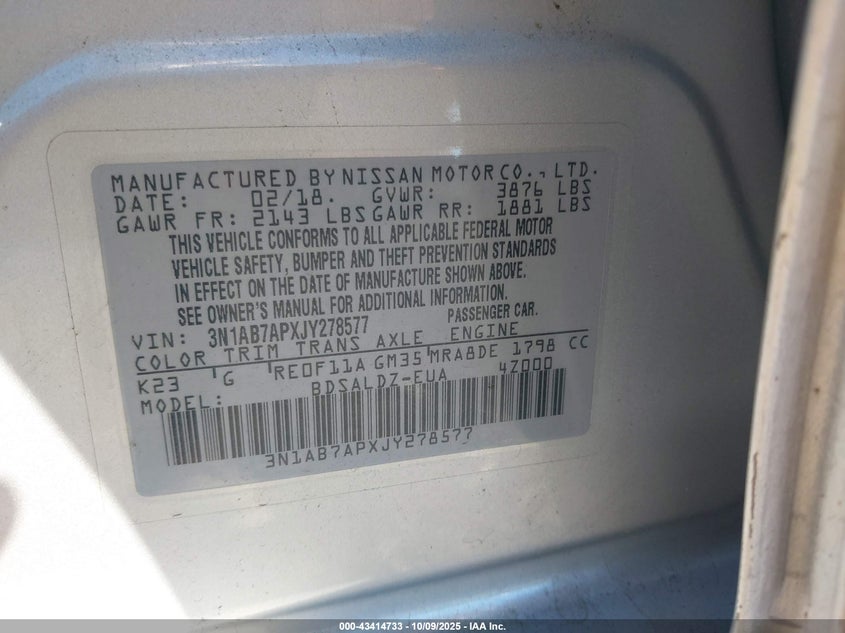 MANUFACTURED BY NISSAN MOTOR CO., LTD.
DATE: 02/18. GVWR: 3876 LBS
GAWR FR: 2143 LBS GAWR RR: 1881 LBS
THIS VEHICLE CONFORMS TO ALL APPLICABLE FEDERAL MOTOR
VEHICLE SAFETY, BUMPER AND THEFT PREVENTION STANDARDS
IN EFFECT ON THE DATE OF MANUFACTURE SHOWN ABOVE.
SEE OWNER'S MANUAL FOR ADDITIONAL INFORMATION.
VIN: 3N1AB7APXJY278577 PASSENGER CAR.
COLOR TRIM TRANS AXLE ENGINE
K23 G RE0F11A GM35 MRA8DE 1798 CC
MODEL: BDSALDZ-EUA 4Z000
3N1AB7APXJY278577
000-43414733 - 10/09/2025 - IAA Inc.